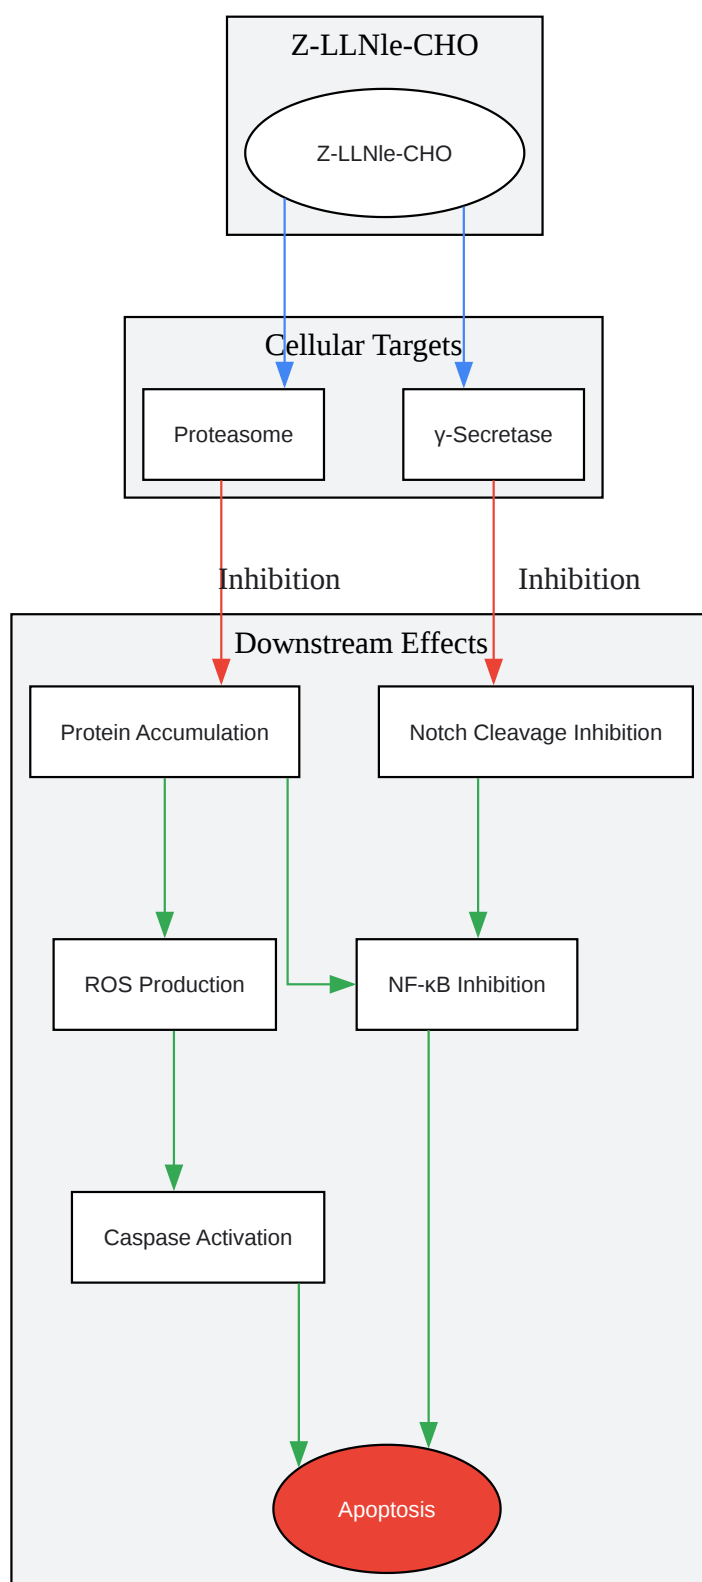 Z-LLNle-CHO
Z-LLNle-CHO
Cellular Targets
Proteasome
γ-Secretase
Inhibition
Inhibition
Downstream Effects
Protein Accumulation
Notch Cleavage Inhibition
ROS Production
NF-κB Inhibition
Caspase Activation
Apoptosis